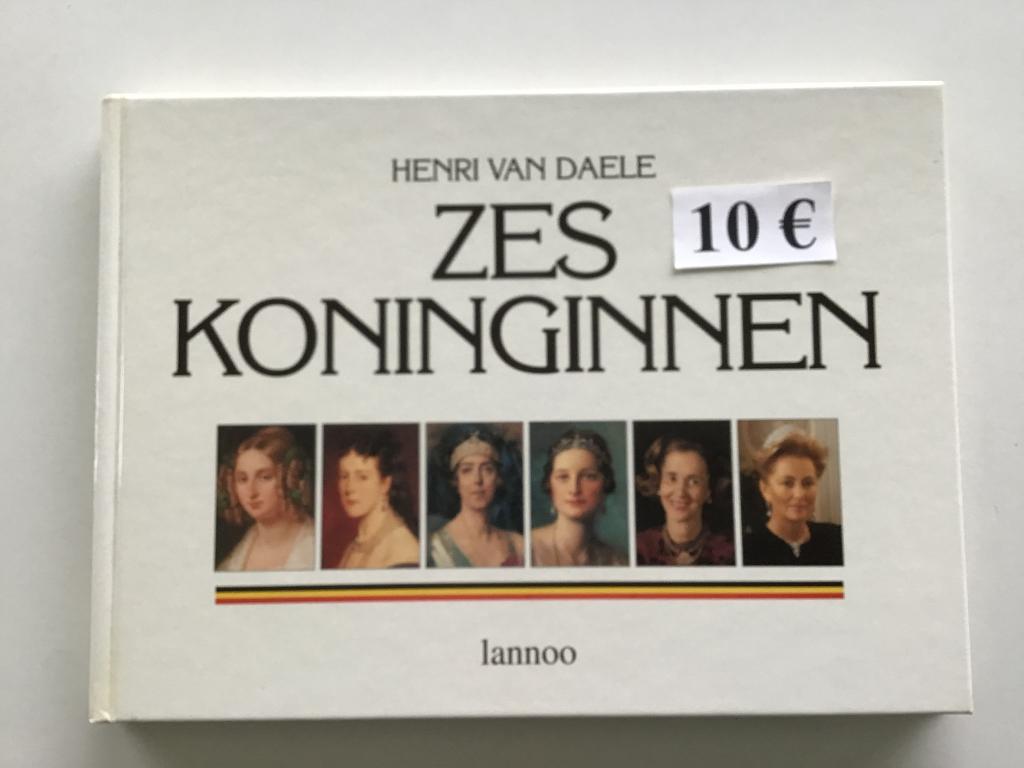 HENRI VAN DAELE
ZES
10 €
KONINGINNEN
lannoo